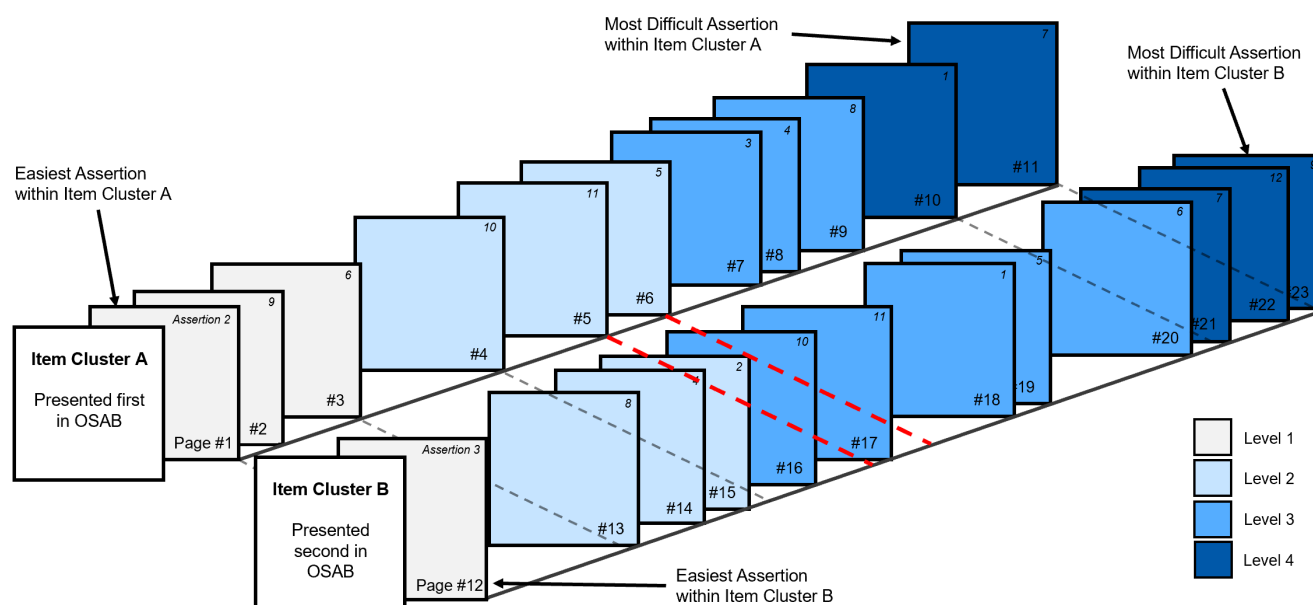 Most Difficult Assertion
within Item Cluster A
Most Difficult Assertion
within Item Cluster B
Easiest Assertion
within Item Cluster A
Item Cluster A
Presented first
in OSAB
Assertion 2
Page #1
9
#2
6
#3
10
#4
11
#5
5
#6
3
#7
4
#8
8
#9
1
#10
7
#11
Item Cluster B
Presented
second in
OSAB
Assertion 3
Page #12
8
#13
4
#14
2
#15
10
#16
11
#17
1
#18
5
#19
6
#20
7
#21
12
#22
9
#23
Easiest Assertion
within Item Cluster B
Level 1
Level 2
Level 3
Level 4